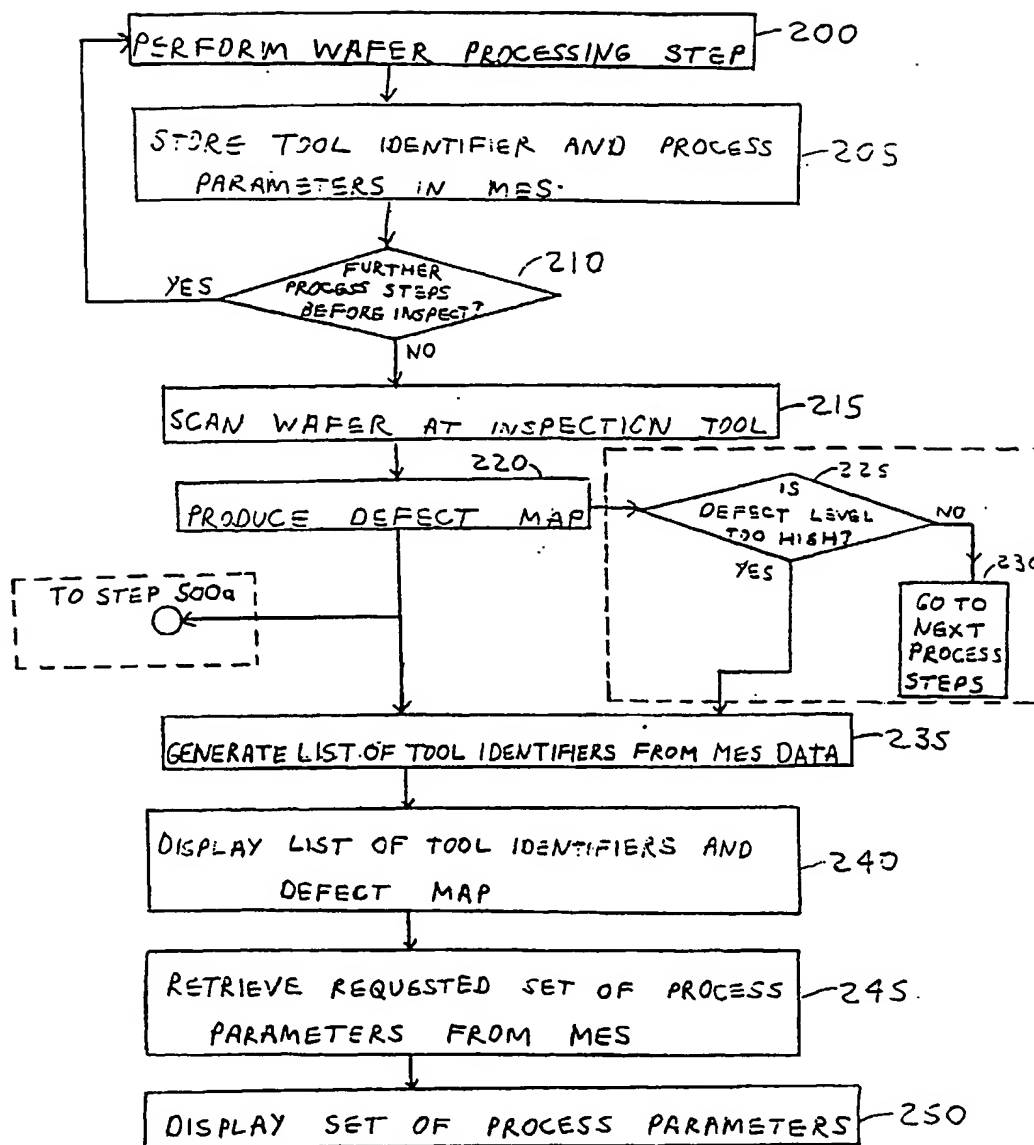 PERFORM WAFER PROCESSING STEP
200
STORE TOOL IDENTIFIER AND PROCESS
PARAMETERS IN MES.
205
FURTHER
PROCESS STEPS
BEFORE INSPECT?
210
YES
NO
SCAN WAFER AT INSPECTION TOOL
215
PRODUCE DEFECT MAP
220
IS
DEFECT LEVEL
TOO HIGH?
225
NO
YES
230
GO TO
NEXT
PROCESS
STEPS
TO STEP 500a
GENERATE LIST OF TOOL IDENTIFIERS FROM MES DATA
235
DISPLAY LIST OF TOOL IDENTIFIERS AND
DEFECT MAP
240
RETRIEVE REQUESTED SET OF PROCESS
PARAMETERS FROM MES
245
DISPLAY SET OF PROCESS PARAMETERS
250